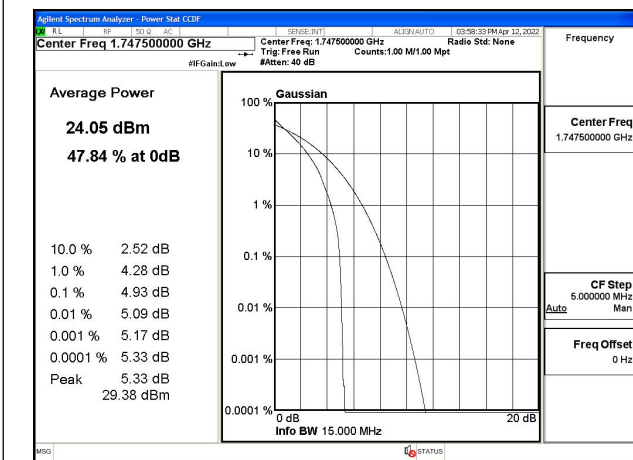 Agilent Spectrum Analyzer - Power Stat CCDF
LXI RL RF 50 Ω AC SENSE:INT ALIGN AUTO 03:58:33 PM Apr 12, 2022
Center Freq 1.747500000 GHz
Center Freq: 1.747500000 GHz Radio Std: None
Trig: Free Run Counts:1.00 M/1.00 Mpt
#IFGain:Low #Atten: 40 dB
Frequency
Average Power
24.05 dBm
47.84 % at 0dB
10.0 % 2.52 dB
1.0 % 4.28 dB
0.1 % 4.93 dB
0.01 % 5.09 dB
0.001 % 5.17 dB
0.0001 % 5.33 dB
Peak 5.33 dB
29.38 dBm
Gaussian
100 %
10 %
1 %
0.1 %
0.01 %
0.001 %
0.0001 %
0 dB 20 dB
Info BW 15.000 MHz
Center Freq
1.747500000 GHz
CF Step
5.000000 MHz
Auto Man
Freq Offset
0 Hz
MSG STATUS